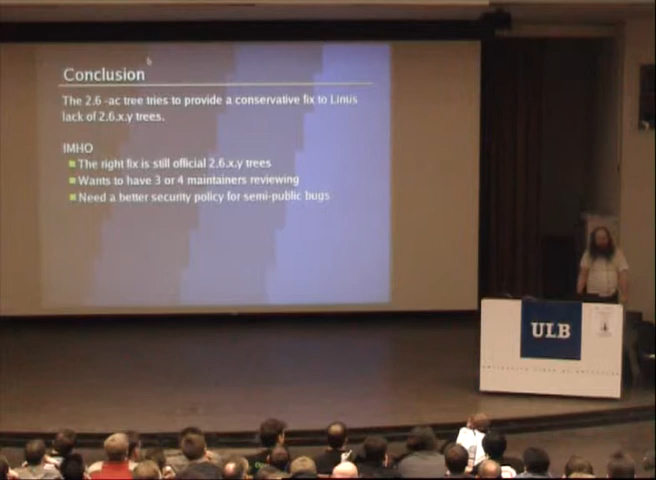 Conclusion
The 2.6 -ac tree tries to provide a conservative fix to Linus
lack of 2.6.x.y trees.
IMHO
The right fix is still official 2.6.x.y trees
Wants to have 3 or 4 maintainers reviewing
Need a better security policy for semi-public bugs
ULB